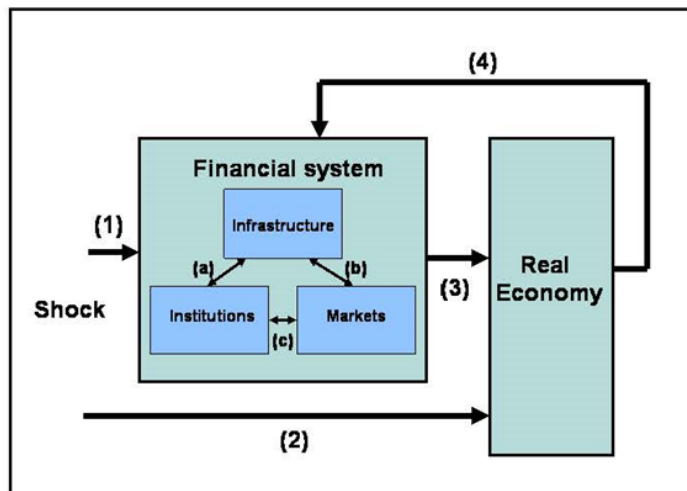 (4)
Financial system
(1)
Infrastructure
(a)
(b)
Real
Economy
(3)
Shock
Institutions
(c)
Markets
(2)